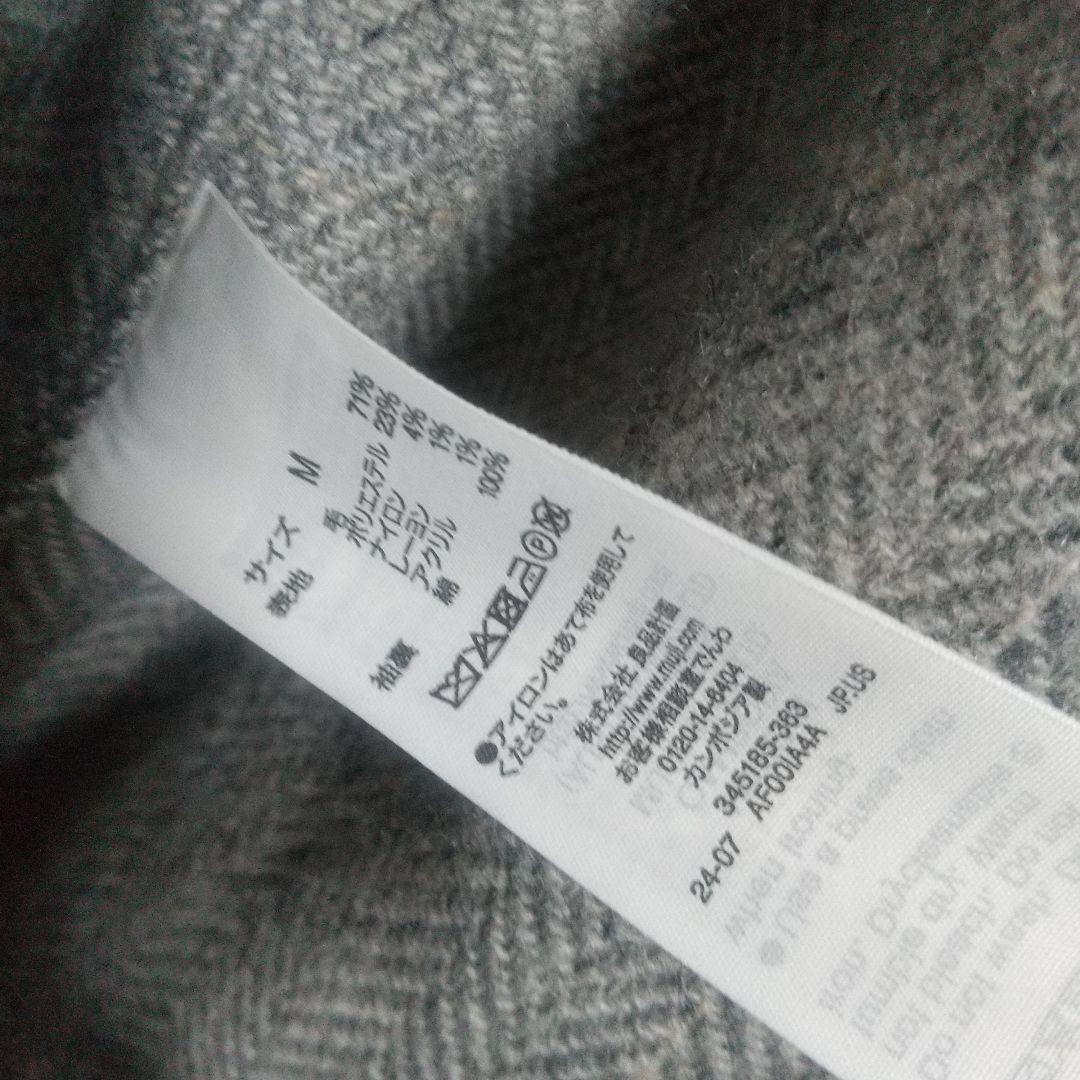 サイズ M
表地 毛 71%
ポリエステル 23%
ナイロン 4%
レーヨン 1%
アクリル 1%
袖裏 綿 100%
●アイロンはあて布を使用して
ください。
株式会社 良品計画
http://www.muji.com
お客様相談室でんわ
0120-14-6404
カンボジア製
345185-363
24-07 AF00IA4A JP.US